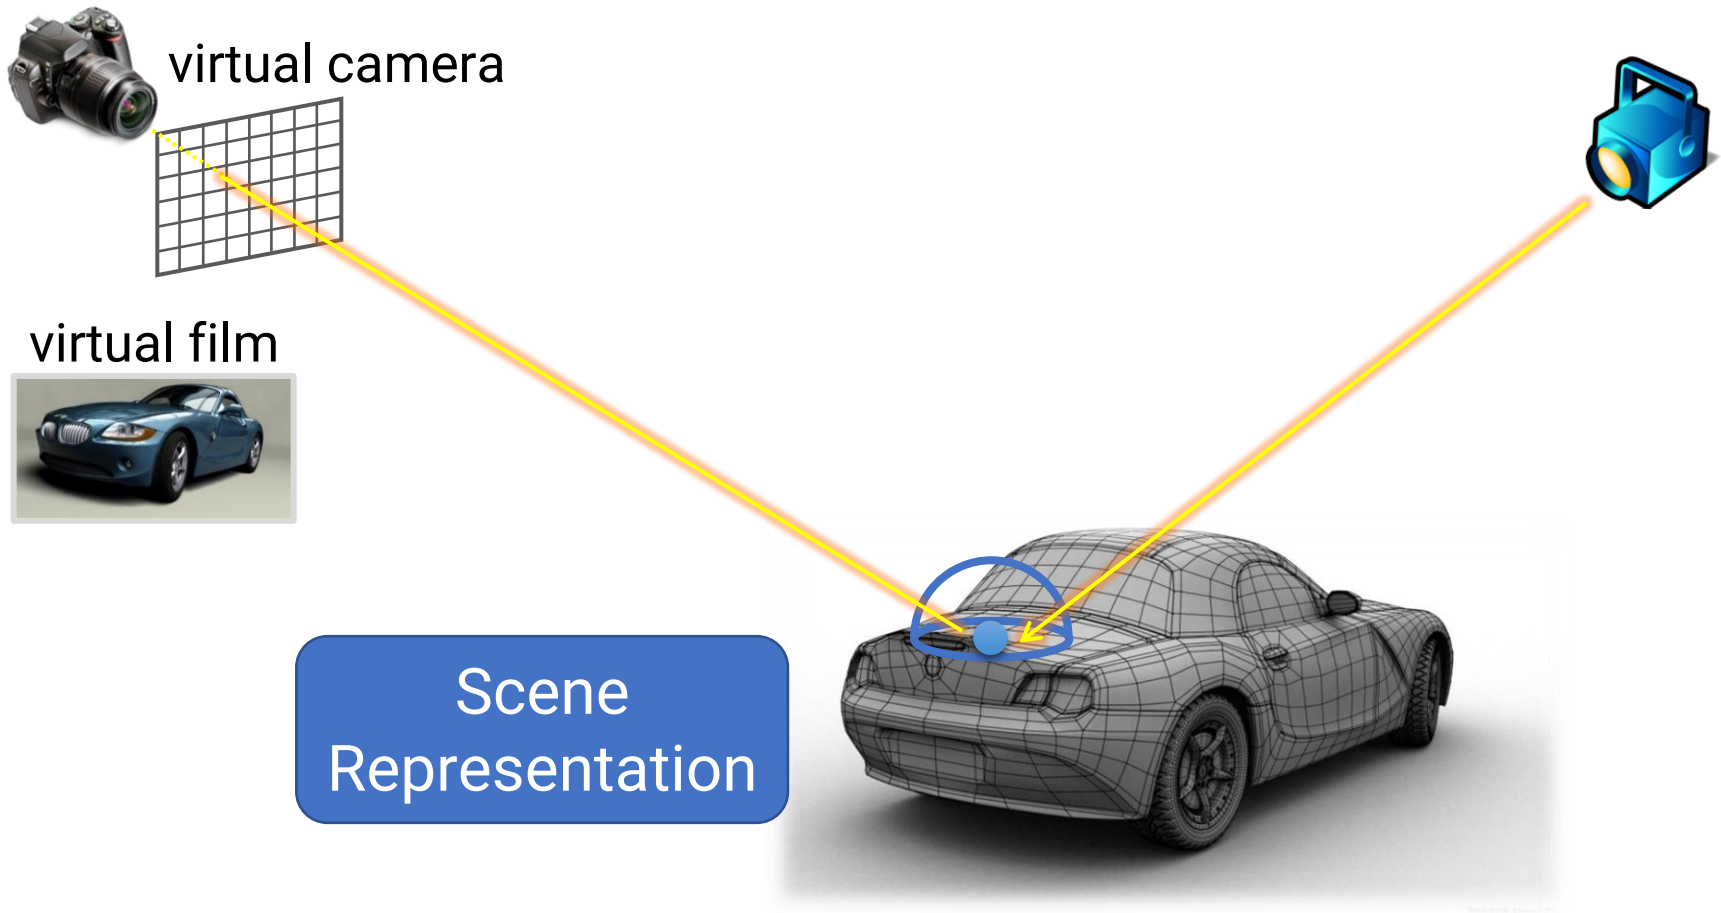 virtual camera
virtual film
Scene
Representation